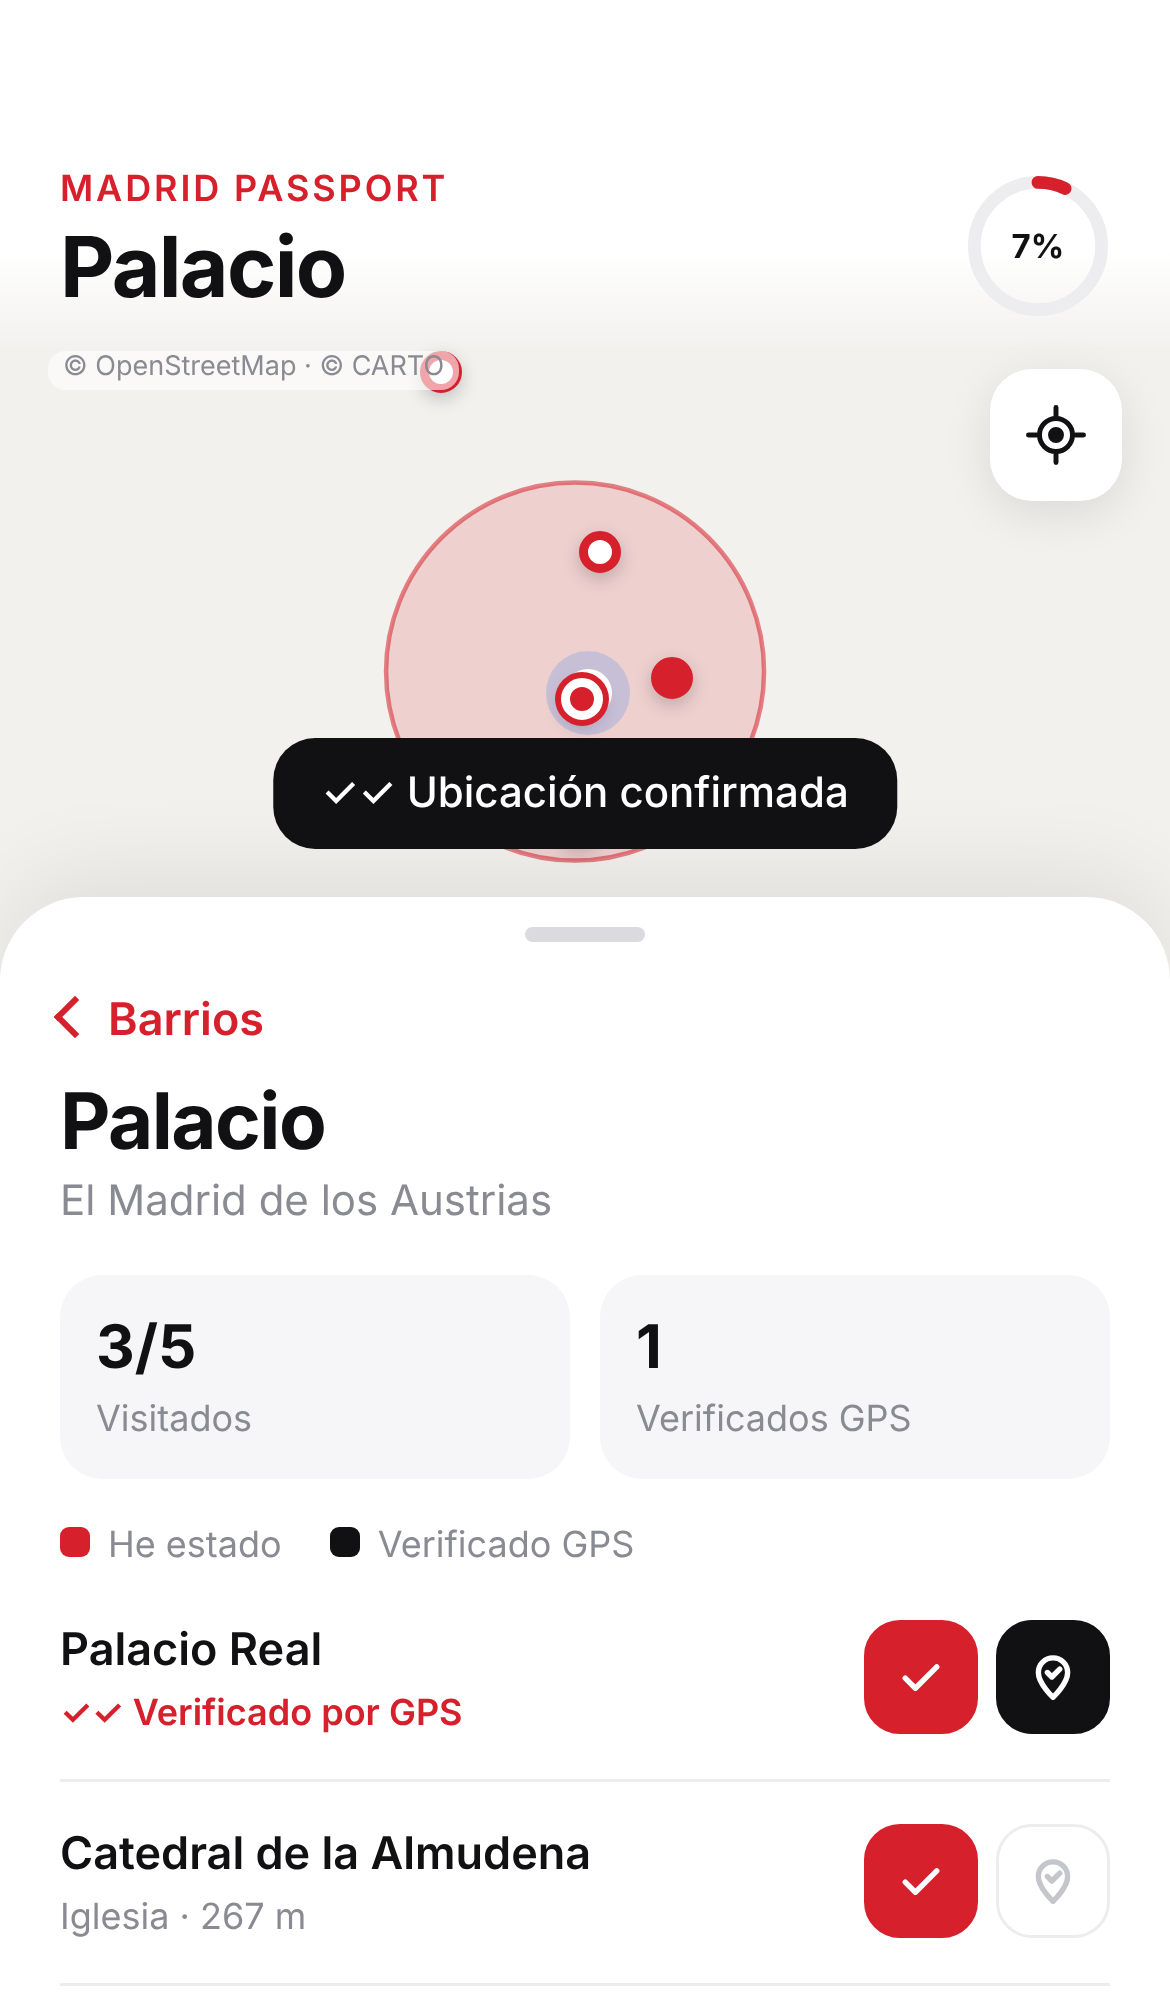 MADRID PASSPORT
Palacio
7%
© OpenStreetMap · © CARTO
✓✓ Ubicación confirmada
Barrios
Palacio
El Madrid de los Austrias
3/5
Visitados
1
Verificados GPS
He estado
Verificado GPS
Palacio Real
✓✓ Verificado por GPS
Catedral de la Almudena
Iglesia · 267 m